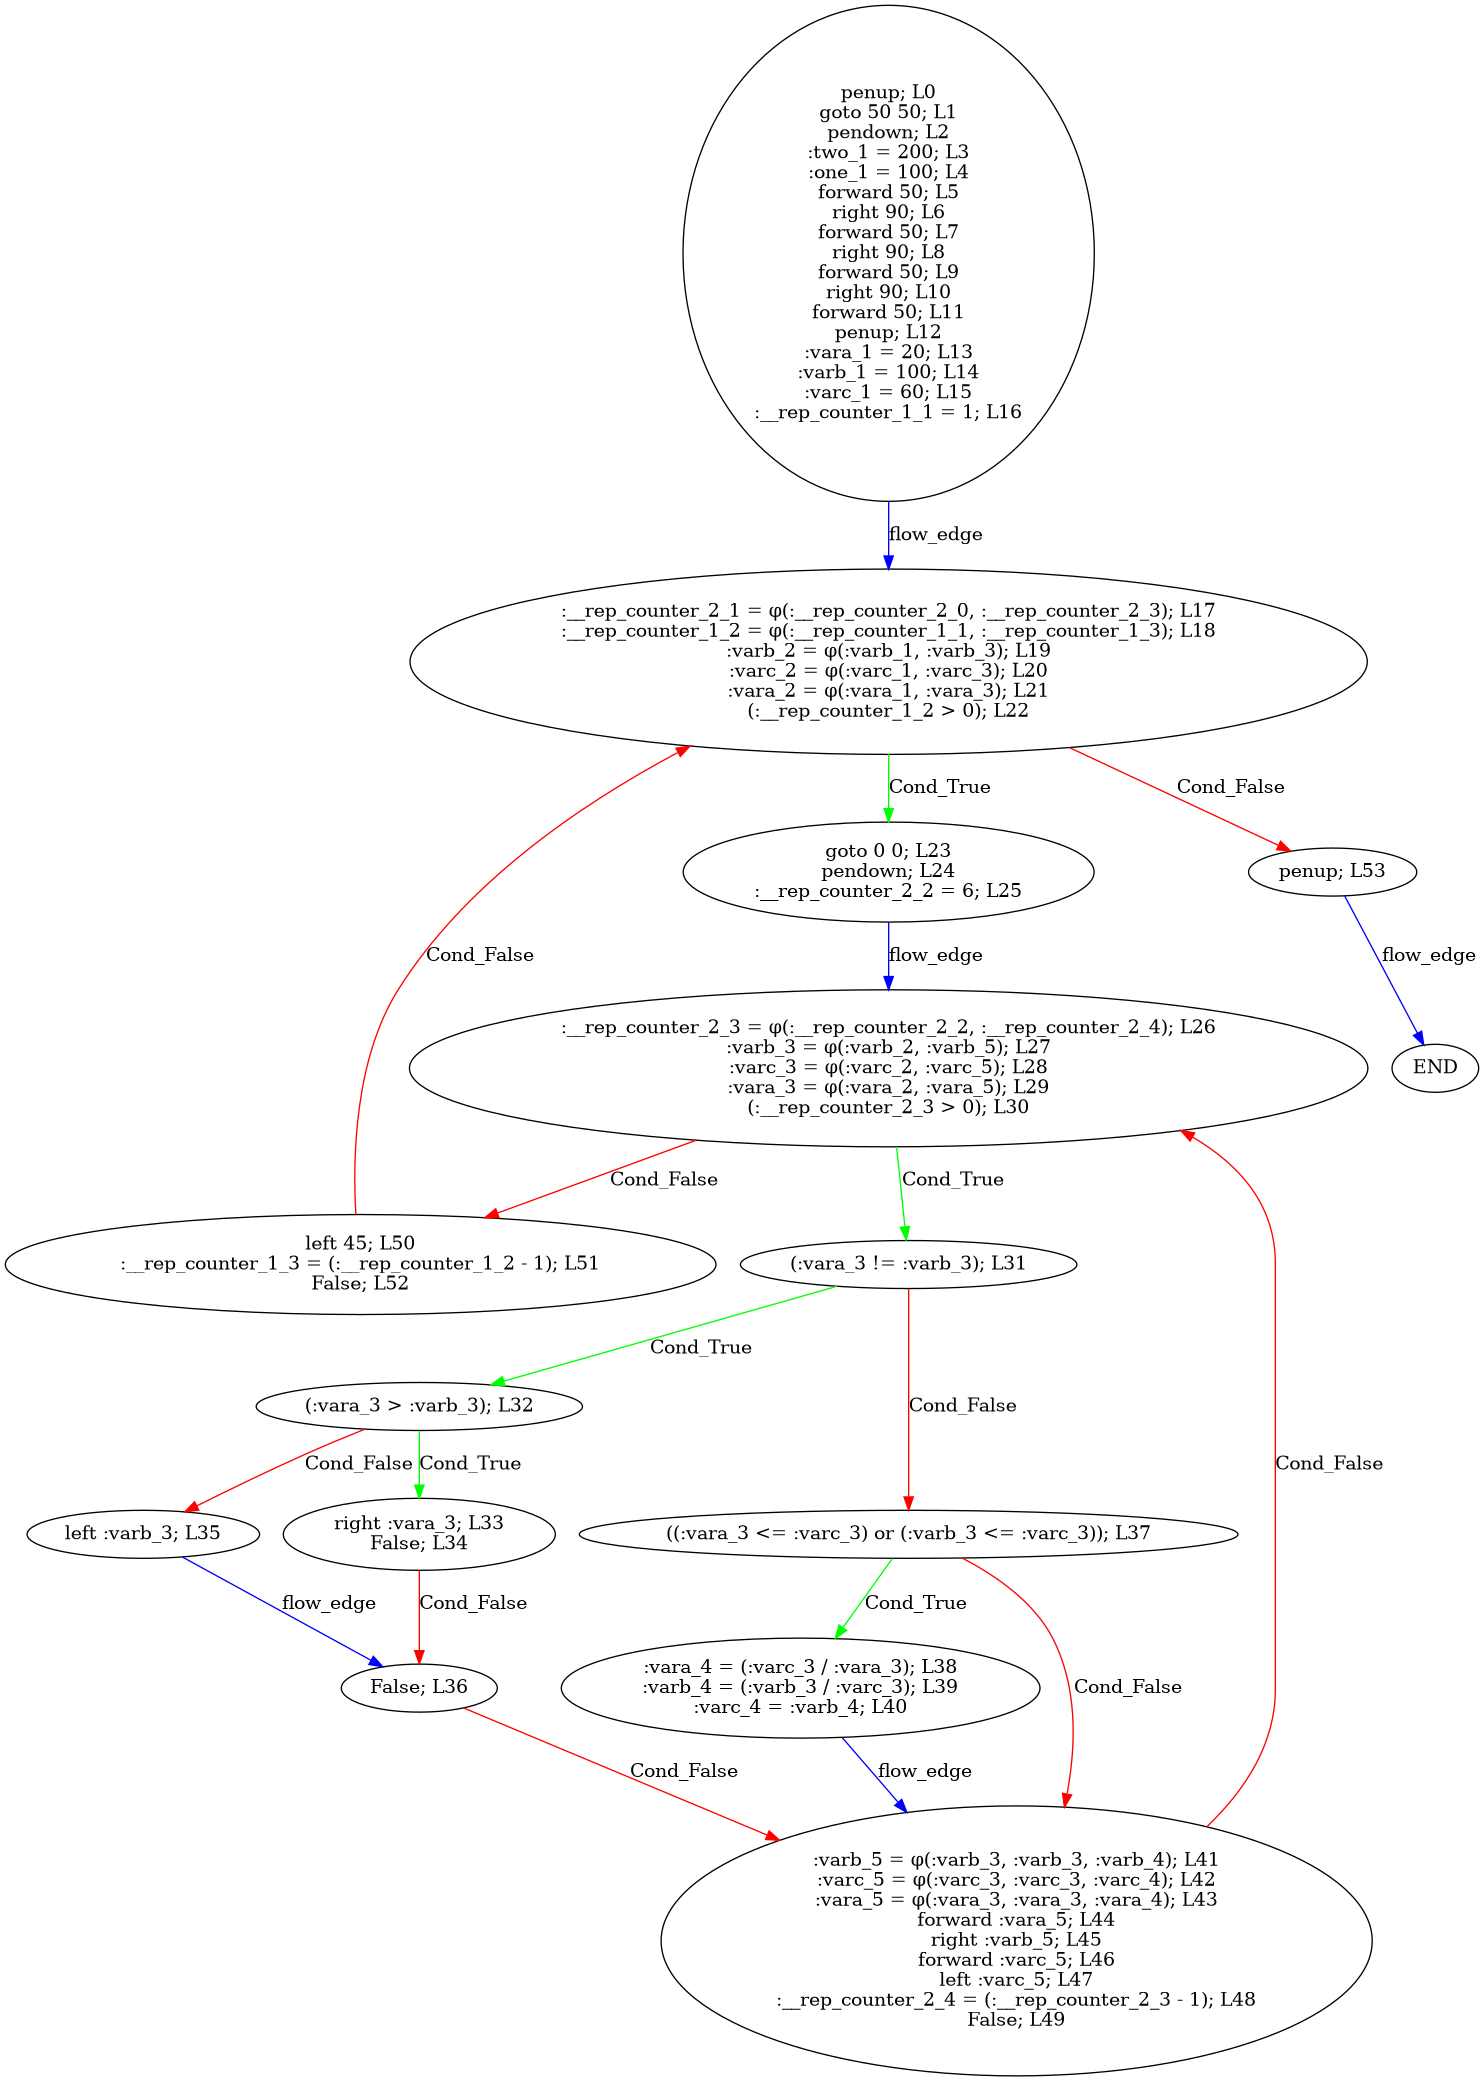 penup; L0
goto 50 50; L1
pendown; L2
:two_1 = 200; L3
:one_1 = 100; L4
forward 50; L5
right 90; L6
forward 50; L7
right 90; L8
forward 50; L9
right 90; L10
forward 50; L11
penup; L12
:vara_1 = 20; L13
:varb_1 = 100; L14
:varc_1 = 60; L15
:__rep_counter_1_1 = 1; L16
flow_edge
:__rep_counter_2_1 = φ(:__rep_counter_2_0, :__rep_counter_2_3); L17
:__rep_counter_1_2 = φ(:__rep_counter_1_1, :__rep_counter_1_3); L18
:varb_2 = φ(:varb_1, :varb_3); L19
:varc_2 = φ(:varc_1, :varc_3); L20
:vara_2 = φ(:vara_1, :vara_3); L21
(:__rep_counter_1_2 > 0); L22
Cond_True
Cond_False
goto 0 0; L23
pendown; L24
:__rep_counter_2_2 = 6; L25
penup; L53
Cond_False
flow_edge
flow_edge
:__rep_counter_2_3 = φ(:__rep_counter_2_2, :__rep_counter_2_4); L26
:varb_3 = φ(:varb_2, :varb_5); L27
:varc_3 = φ(:varc_2, :varc_5); L28
:vara_3 = φ(:vara_2, :vara_5); L29
(:__rep_counter_2_3 > 0); L30
END
Cond_False
Cond_True
left 45; L50
:__rep_counter_1_3 = (:__rep_counter_1_2 - 1); L51
False; L52
(:vara_3 != :varb_3); L31
Cond_True
(:vara_3 > :varb_3); L32
Cond_False
Cond_False
Cond_True
Cond_False
left :varb_3; L35
right :vara_3; L33
False; L34
((:vara_3 <= :varc_3) or (:varb_3 <= :varc_3)); L37
flow_edge
Cond_False
Cond_True
False; L36
:vara_4 = (:varc_3 / :vara_3); L38
:varb_4 = (:varb_3 / :varc_3); L39
:varc_4 = :varb_4; L40
Cond_False
Cond_False
flow_edge
:varb_5 = φ(:varb_3, :varb_3, :varb_4); L41
:varc_5 = φ(:varc_3, :varc_3, :varc_4); L42
:vara_5 = φ(:vara_3, :vara_3, :vara_4); L43
forward :vara_5; L44
right :varb_5; L45
forward :varc_5; L46
left :varc_5; L47
:__rep_counter_2_4 = (:__rep_counter_2_3 - 1); L48
False; L49